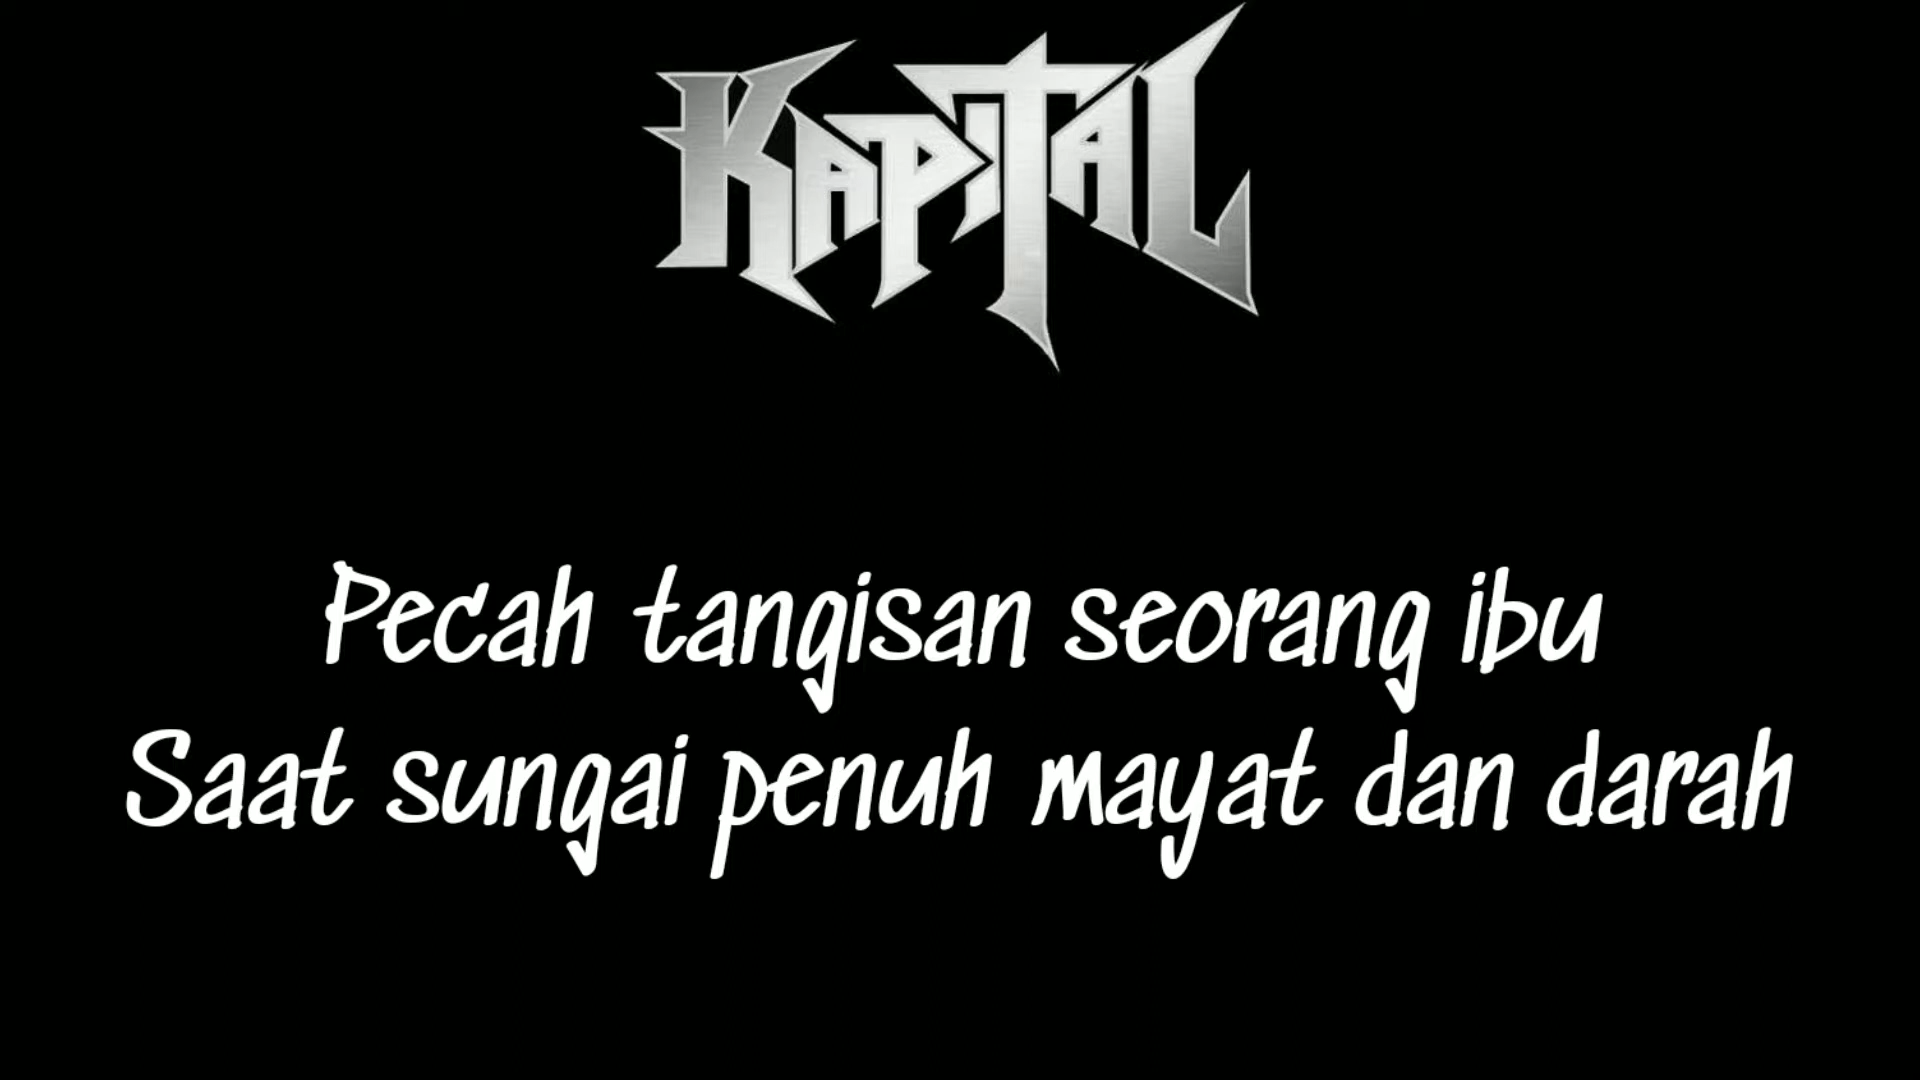 KAPITAL
Pecah tangisan seorang ibu
Saat sungai penuh mayat dan darah